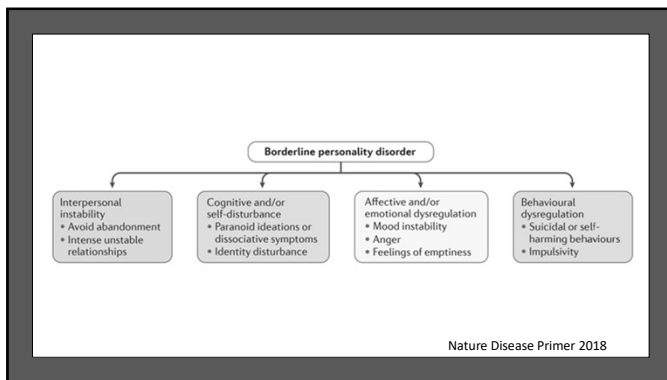 Borderline personality disorder
Interpersonal
instability
• Avoid abandonment
• Intense unstable
relationships
Cognitive and/or
self-disturbance
• Paranoid ideations or
dissociative symptoms
• Identity disturbance
Affective and/or
emotional dysregulation
• Mood instability
• Anger
• Feelings of emptiness
Behavioural
dysregulation
• Suicidal or self-
harming behaviours
• Impulsivity
Nature Disease Primer 2018